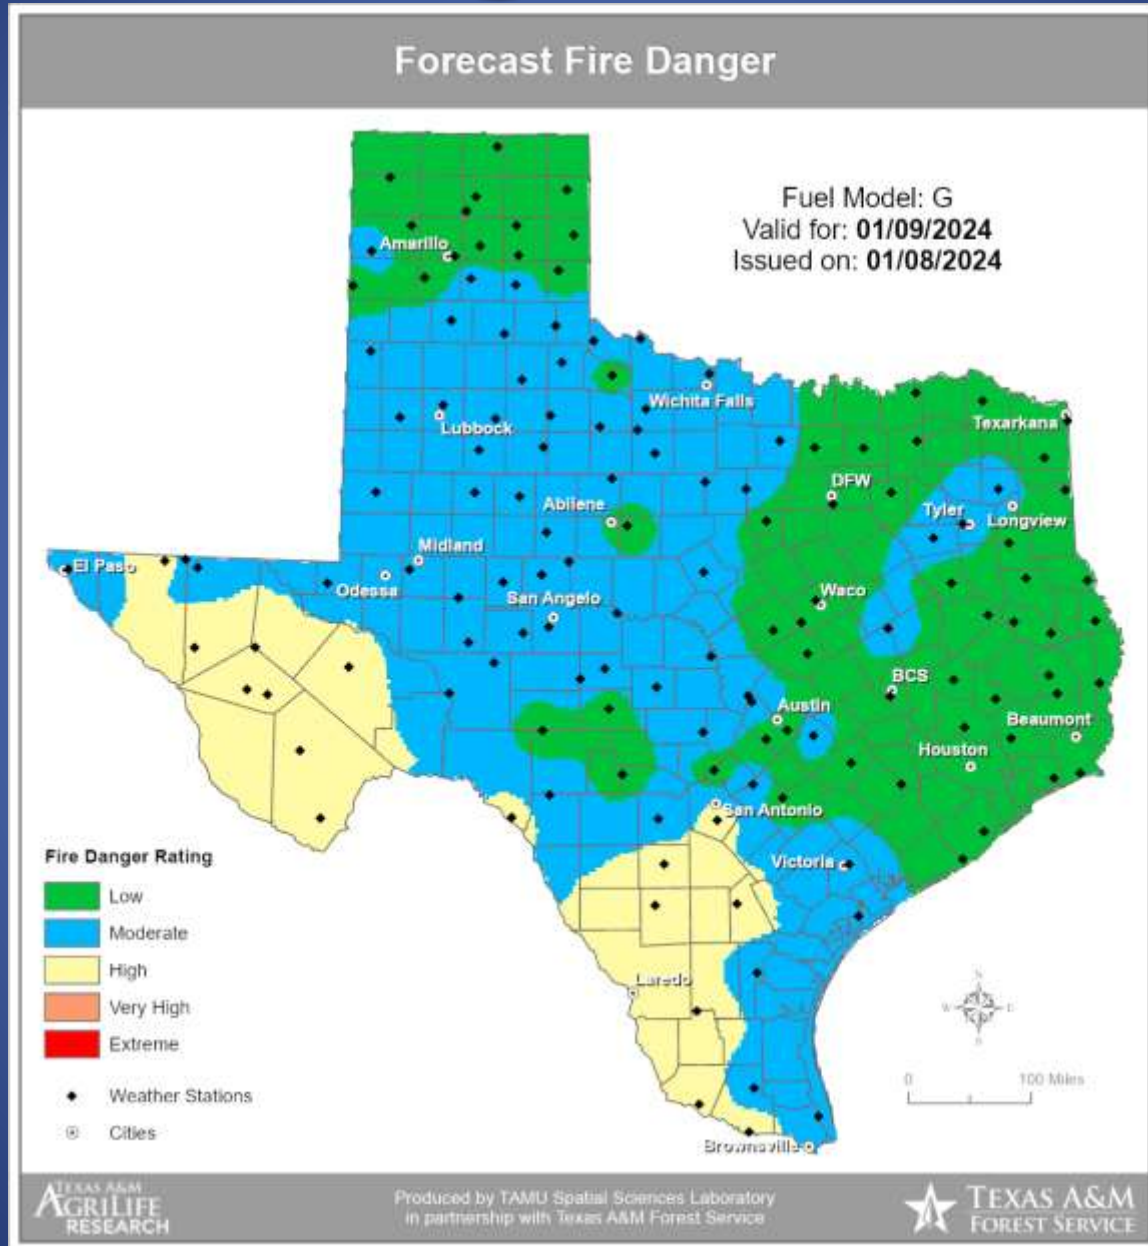 Forecast Fire Danger
Fuel Model: G
Valid for: 01/09/2024
Issued on: 01/08/2024
Amarillo
Wichita Falls
Lubbock
Texarkana
DFW
Abilene
Tyler
Longview
Midland
El Paso
Odessa
San Angelo
Waco
BCS
Austin
Beaumont
Houston
San Antonio
Victoria
Laredo
Brownsville
Fire Danger Rating
Low
Moderate
High
Very High
Extreme
Weather Stations
Cities
N
W E
S
0 100 Miles
TEXAS A&M
AGRILIFE
RESEARCH
Produced by TAMU Spatial Sciences Laboratory
in partnership with Texas A&M Forest Service
TEXAS A&M
FOREST SERVICE